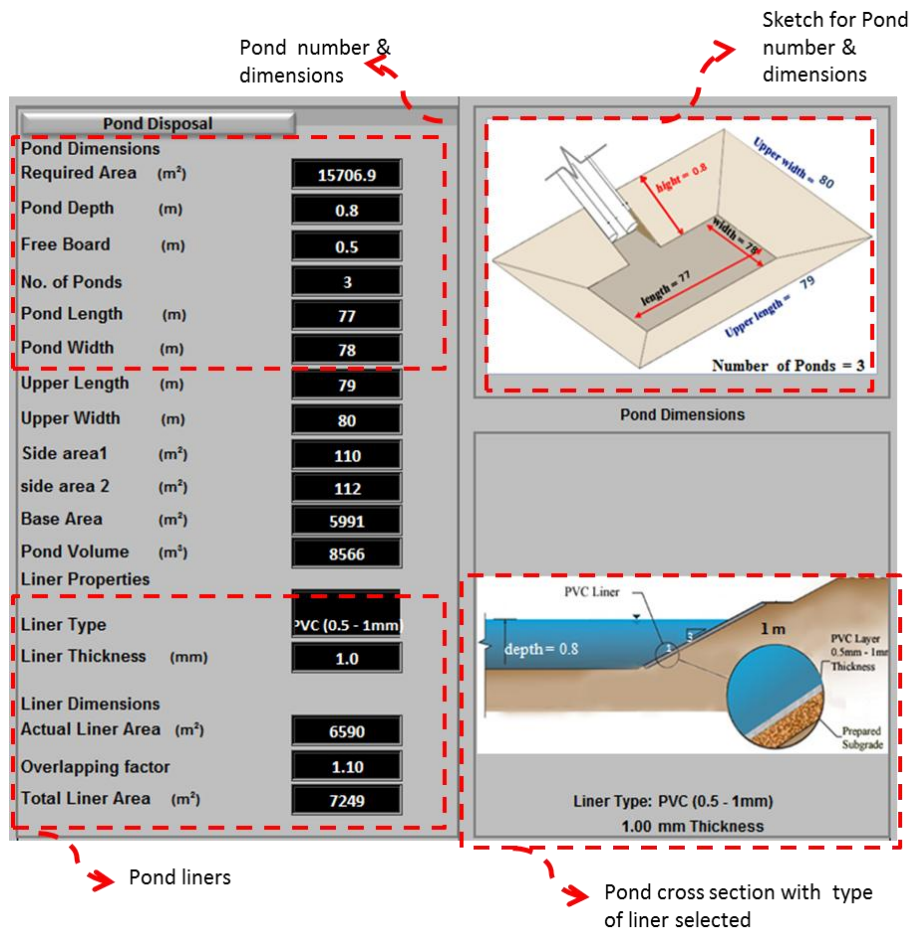 Pond number &
dimensions
Sketch for Pond
number &
dimensions
Pond Disposal
Pond Dimensions
Required Area (m²) 15706.9
Pond Depth (m) 0.8
Free Board (m) 0.5
No. of Ponds 3
Pond Length (m) 77
Pond Width (m) 78
Upper Length (m) 79
Upper Width (m) 80
Side area1 (m²) 110
side area 2 (m²) 112
Base Area (m²) 5991
Pond Volume (m³) 8566
Liner Properties
Liner Type PVC (0.5 - 1mm)
Liner Thickness (mm) 1.0
Liner Dimensions
Actual Liner Area (m²) 6590
Overlapping factor 1.10
Total Liner Area (m²) 7249
Upper width = 80
hight = 0.8
width = 78
length = 77
Upper length = 79
Number of Ponds = 3
Pond Dimensions
PVC Liner
depth = 0.8
3
1
1 m
PVC Layer
0.5mm - 1mm
Thickness
Prepared
Subgrade
Liner Type: PVC (0.5 - 1mm)
1.00 mm Thickness
Pond liners
Pond cross section with type
of liner selected